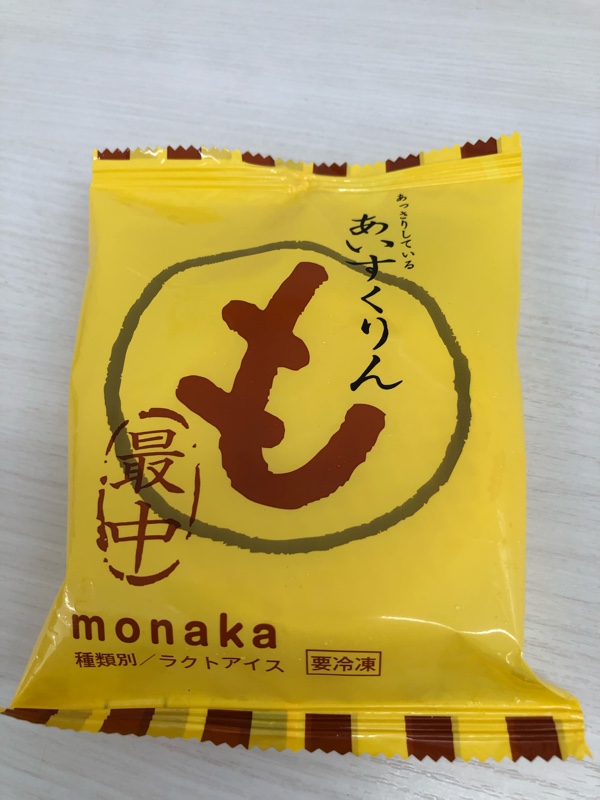 あっさりしている
あいすくりん
も
最中
monaka
種類別／ラクトアイス 要冷凍